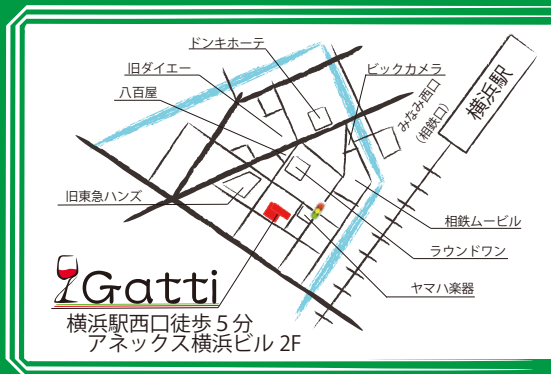 ドンキホーテ
旧ダイエー
ビックカメラ
八百屋
横浜駅
みなみ西口
(相鉄口)
旧東急ハンズ
相鉄ムービル
ラウンドワン
ヤマハ楽器
Gatti
横浜駅西口徒歩5分
アネックス横浜ビル 2F